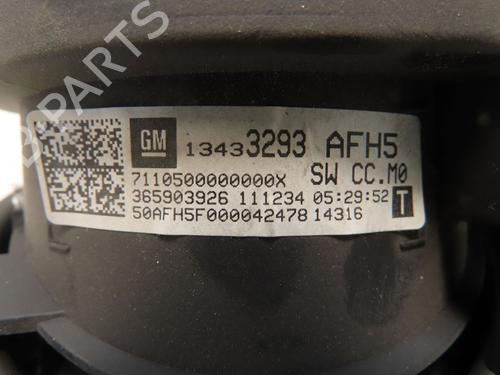 GM 13433293 AFH5
7110500000000X SW CC.M0
365903926 111234 05:29:52 T
50AFH5F000042478 14316
B-PARTS